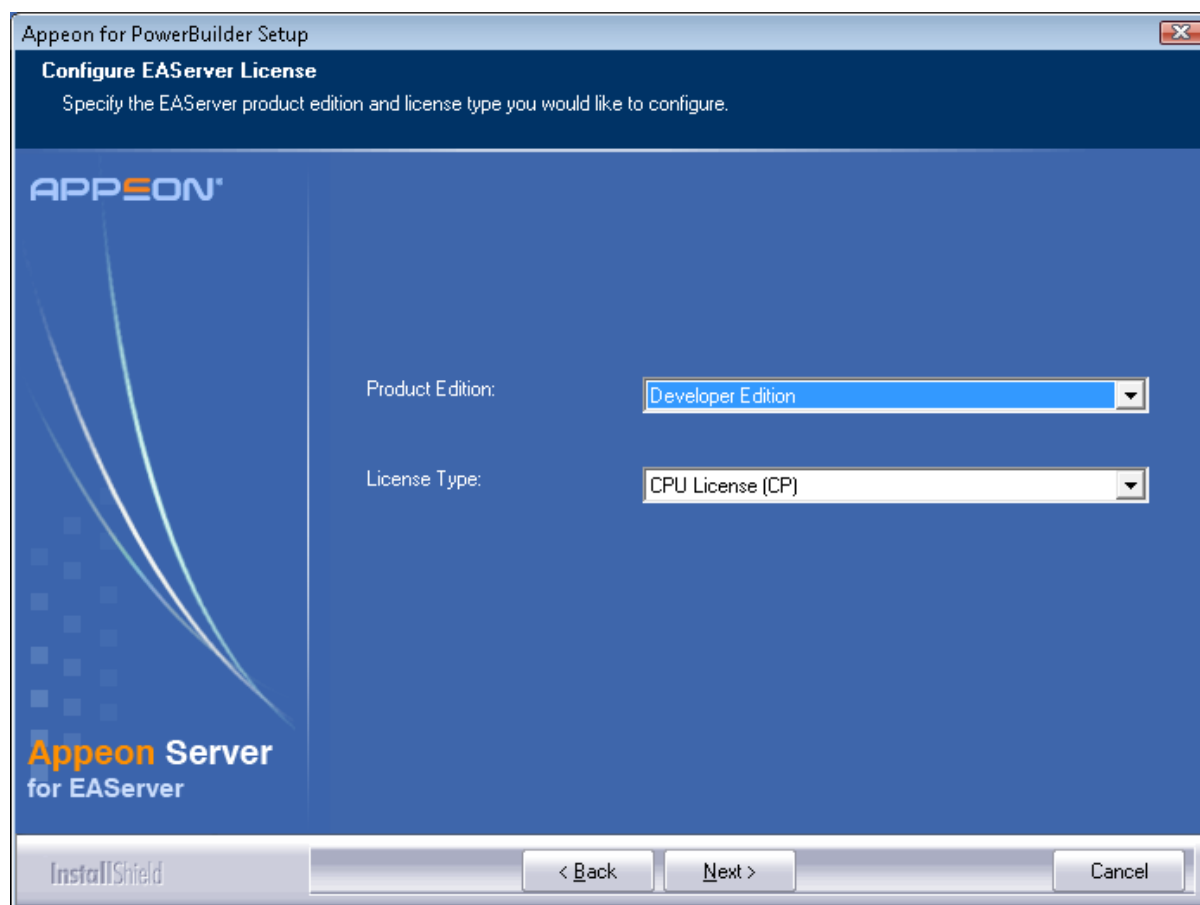 Appeon for PowerBuilder Setup
Configure EAServer License
Specify the EAServer product edition and license type you would like to configure.
APPEON
Product Edition:
Developer Edition
License Type:
CPU License (CP)
Appeon Server
for EAServer
InstallShield
< Back
Next >
Cancel